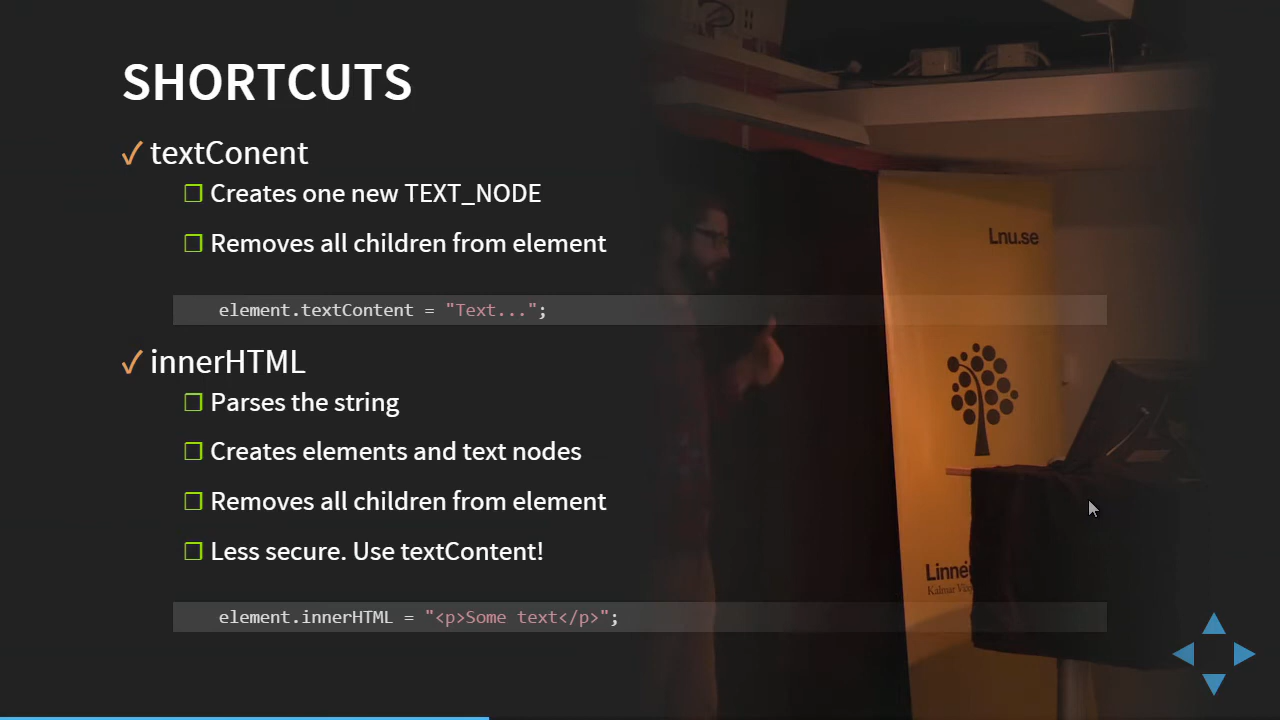 SHORTCUTS
✓ textConent
❐ Creates one new TEXT_NODE
❐ Removes all children from element
element.textContent = "Text...";
✓ innerHTML
❐ Parses the string
❐ Creates elements and text nodes
❐ Removes all children from element
❐ Less secure. Use textContent!
element.innerHTML = "<p>Some text</p>";
Lnu.se
Kalmar